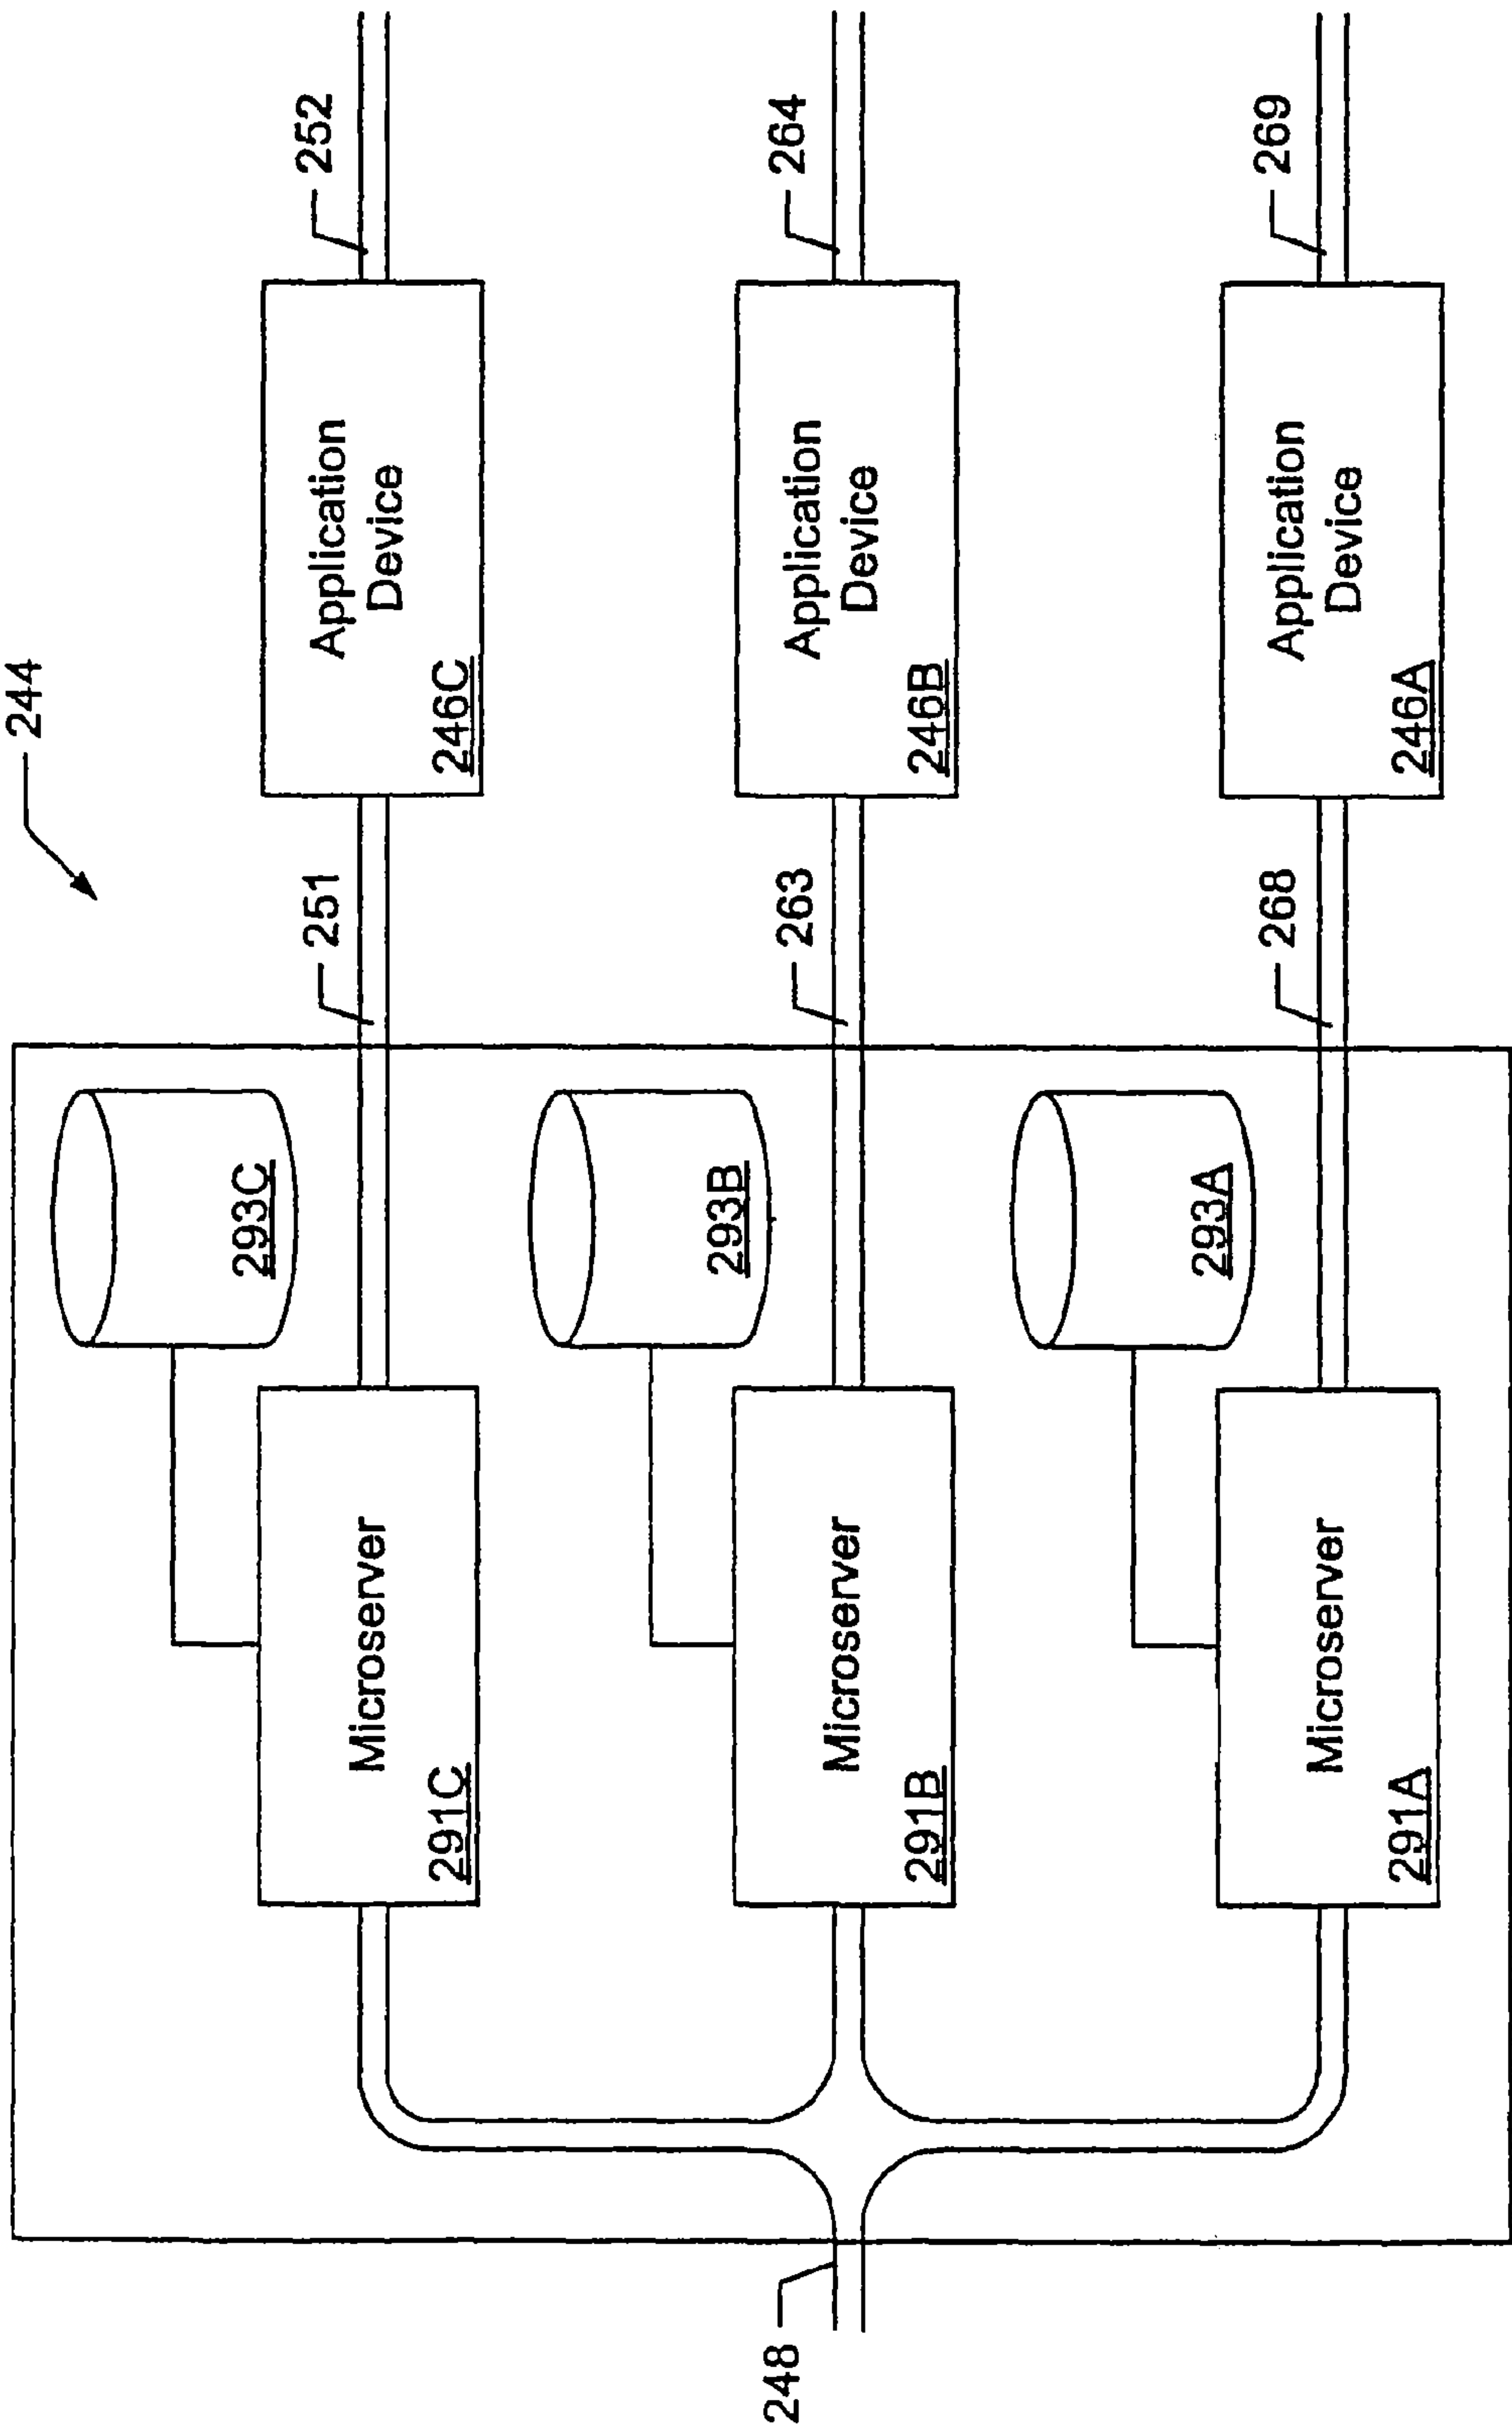 244
252
264
269
Application
Device
246C
Application
Device
246B
Application
Device
246A
251
263
268
293C
293B
293A
Microserver
291C
Microserver
291B
Microserver
291A
248